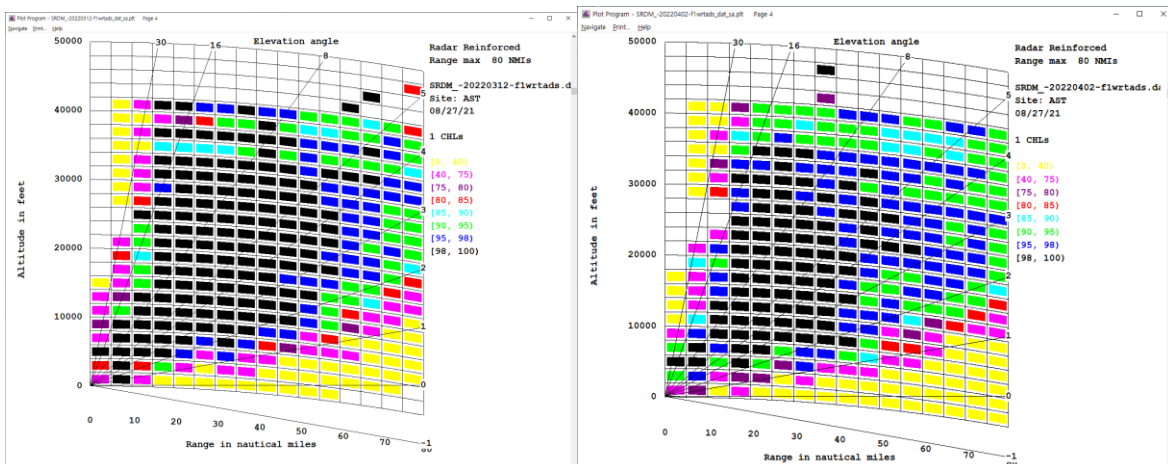 Plot Program - SRDM_-20220312-f1wrtads_dat_sa.plt Page 4
Navigate Print... Help
50000
40000
30000
20000
10000
0
Altitude in feet
30
16
Elevation angle
8
5
4
3
2
1
0
-1
0 10 20 30 40 50 60 70
Range in nautical miles
Radar Reinforced
Range max 80 NMIs
SRDM_-20220312-f1wrtads.d
Site: AST
08/27/21
1 CHLs
[0, 40)
[40, 75)
[75, 80)
[80, 85)
[85, 90)
[90, 95)
[95, 98)
[98, 100]
Plot Program - SRDM_-20220402-f1wrtads_dat_sa.plt Page 4
Navigate Print... Help
50000
40000
30000
20000
10000
0
Altitude in feet
30
16
Elevation angle
8
5
4
3
2
1
0
-1
0 10 20 30 40 50 60 70
Range in nautical miles
Radar Reinforced
Range max 80 NMIs
SRDM_-20220402-f1wrtads.da
Site: AST
08/27/21
1 CHLs
[0, 40)
[40, 75)
[75, 80)
[80, 85)
[85, 90)
[90, 95)
[95, 98)
[98, 100]